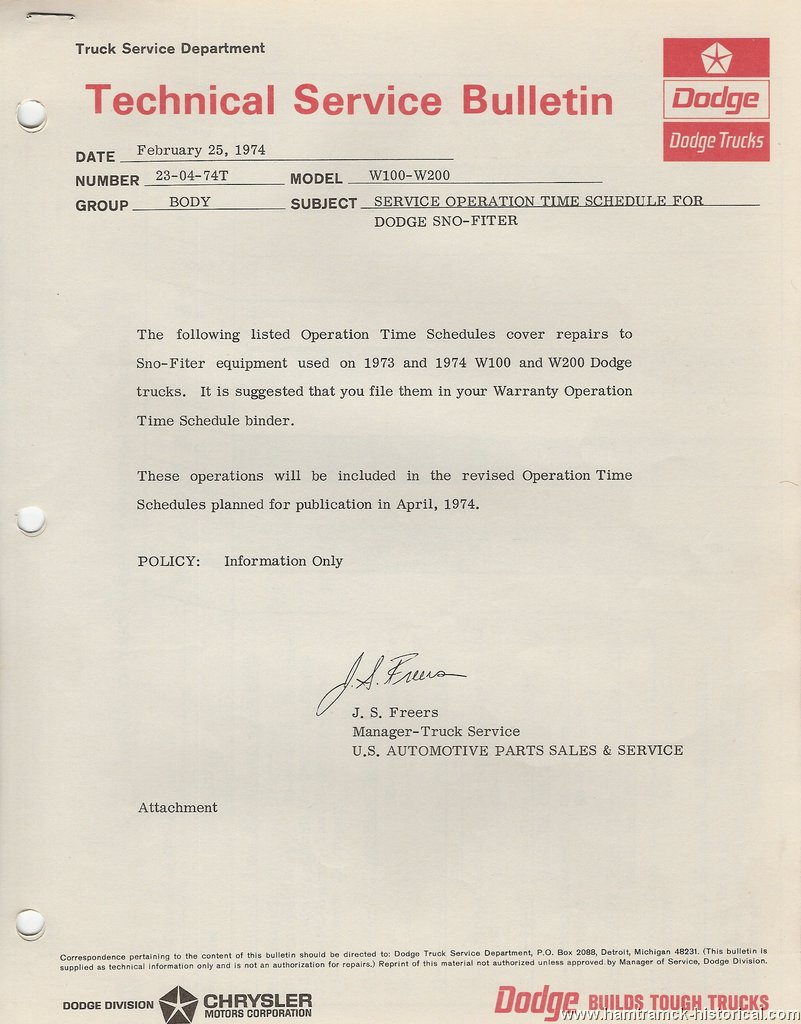 Truck Service Department
Technical Service Bulletin
Dodge
Dodge Trucks
DATE February 25, 1974
NUMBER 23-04-74T MODEL W100-W200
GROUP BODY SUBJECT SERVICE OPERATION TIME SCHEDULE FOR
DODGE SNO-FITER
The following listed Operation Time Schedules cover repairs to
Sno-Fiter equipment used on 1973 and 1974 W100 and W200 Dodge
trucks. It is suggested that you file them in your Warranty Operation
Time Schedule binder.
These operations will be included in the revised Operation Time
Schedules planned for publication in April, 1974.
POLICY: Information Only
J. S. Freers
J. S. Freers
Manager-Truck Service
U.S. AUTOMOTIVE PARTS SALES & SERVICE
Attachment
Correspondence pertaining to the content of this bulletin should be directed to: Dodge Truck Service Department, P.O. Box 2088, Detroit, Michigan 48231. (This bulletin is
supplied as technical information only and is not an authorization for repairs.) Reprint of this material not authorized unless approved by Manager of Service, Dodge Division.
DODGE DIVISION CHRYSLER
MOTORS CORPORATION
Dodge BUILDS TOUGH TRUCKS
www.hamtramck-historical.com